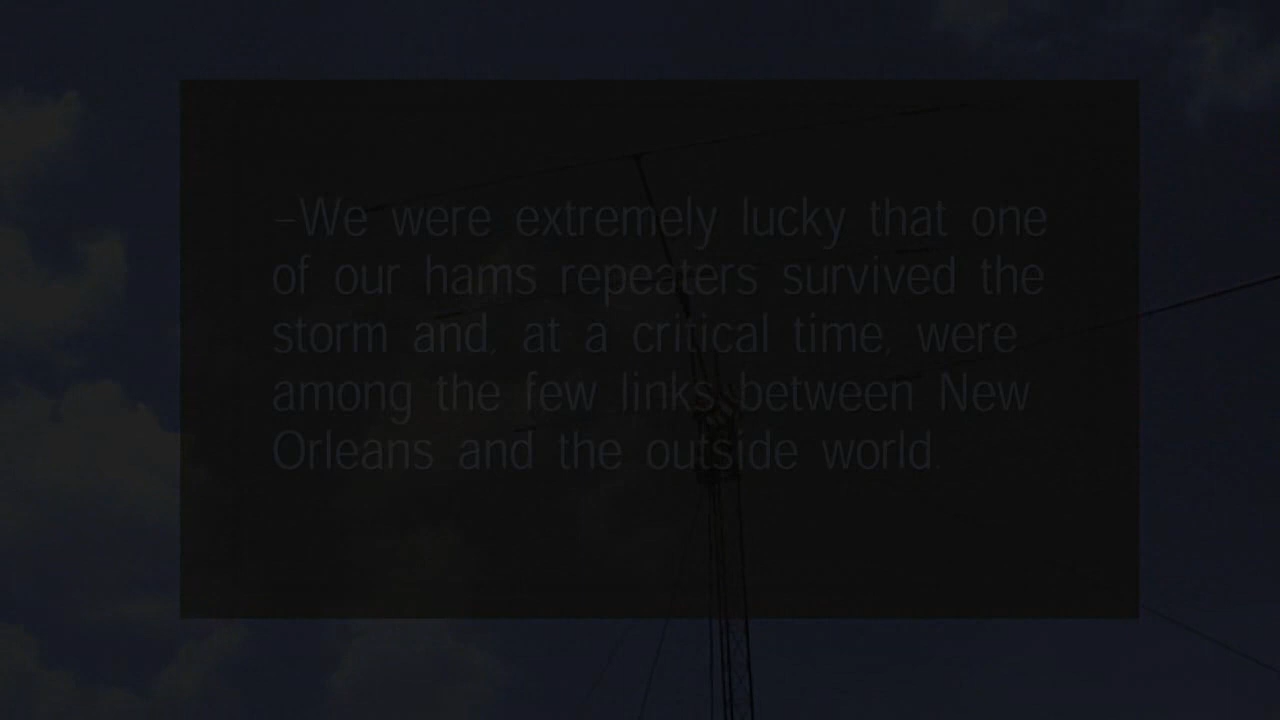 –We were extremely lucky that one
of our hams repeaters survived the
storm and, at a critical time, were
among the few links between New
Orleans and the outside world.